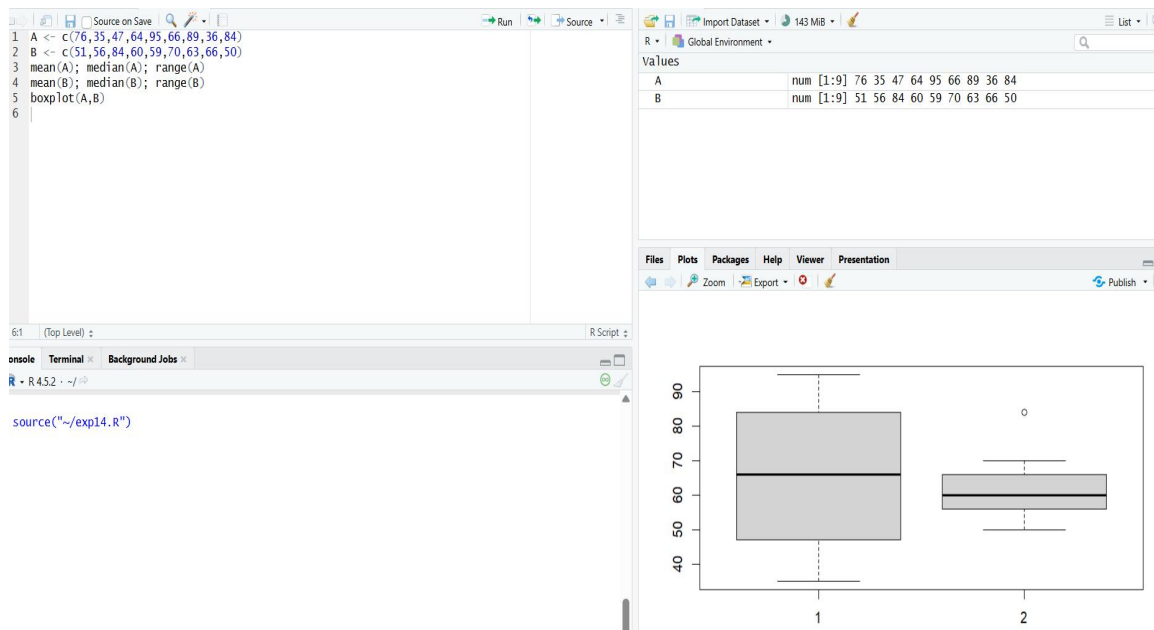 Source on Save Run Source
1 A <- c(76,35,47,64,95,66,89,36,84)
2 B <- c(51,56,84,60,59,70,63,66,50)
3 mean(A); median(A); range(A)
4 mean(B); median(B); range(B)
5 boxplot(A,B)
6
6:1 (Top Level) R Script
onsole Terminal Background Jobs
R R 4.5.2 · ~/
source("~/exp14.R")
Import Dataset 143 MiB List
R Global Environment
Values
A num [1:9] 76 35 47 64 95 66 89 36 84
B num [1:9] 51 56 84 60 59 70 63 66 50
Files Plots Packages Help Viewer Presentation
Zoom Export Publish
90
80
70
60
50
40
1 2